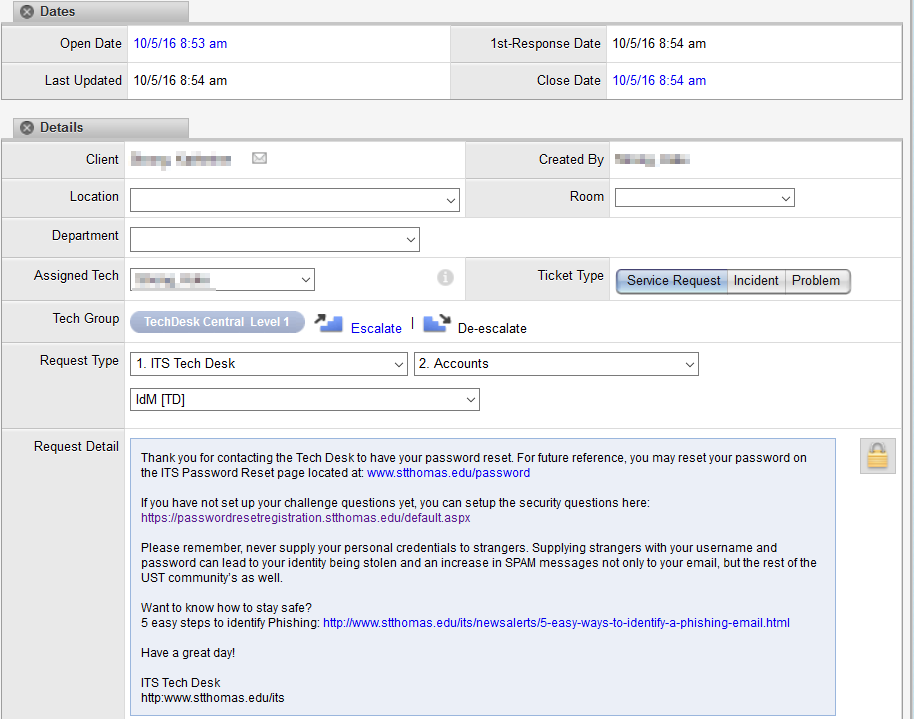 Dates
Open Date 10/5/16 8:53 am 1st-Response Date 10/5/16 8:54 am
Last Updated 10/5/16 8:54 am Close Date 10/5/16 8:54 am
Details
Client Created By
Location Room
Department
Assigned Tech Ticket Type Service Request Incident Problem
Tech Group TechDesk Central Level 1 Escalate | De-escalate
Request Type 1. ITS Tech Desk 2. Accounts
IdM [TD]
Request Detail
Thank you for contacting the Tech Desk to have your password reset. For future reference, you may reset your password on
the ITS Password Reset page located at: www.stthomas.edu/password
If you have not set up your challenge questions yet, you can setup the security questions here:
https://passwordresetregistration.stthomas.edu/default.aspx
Please remember, never supply your personal credentials to strangers. Supplying strangers with your username and
password can lead to your identity being stolen and an increase in SPAM messages not only to your email, but the rest of the
UST community's as well.
Want to know how to stay safe?
5 easy steps to identify Phishing: http://www.stthomas.edu/its/newsalerts/5-easy-ways-to-identify-a-phishing-email.html
Have a great day!
ITS Tech Desk
http:www.stthomas.edu/its